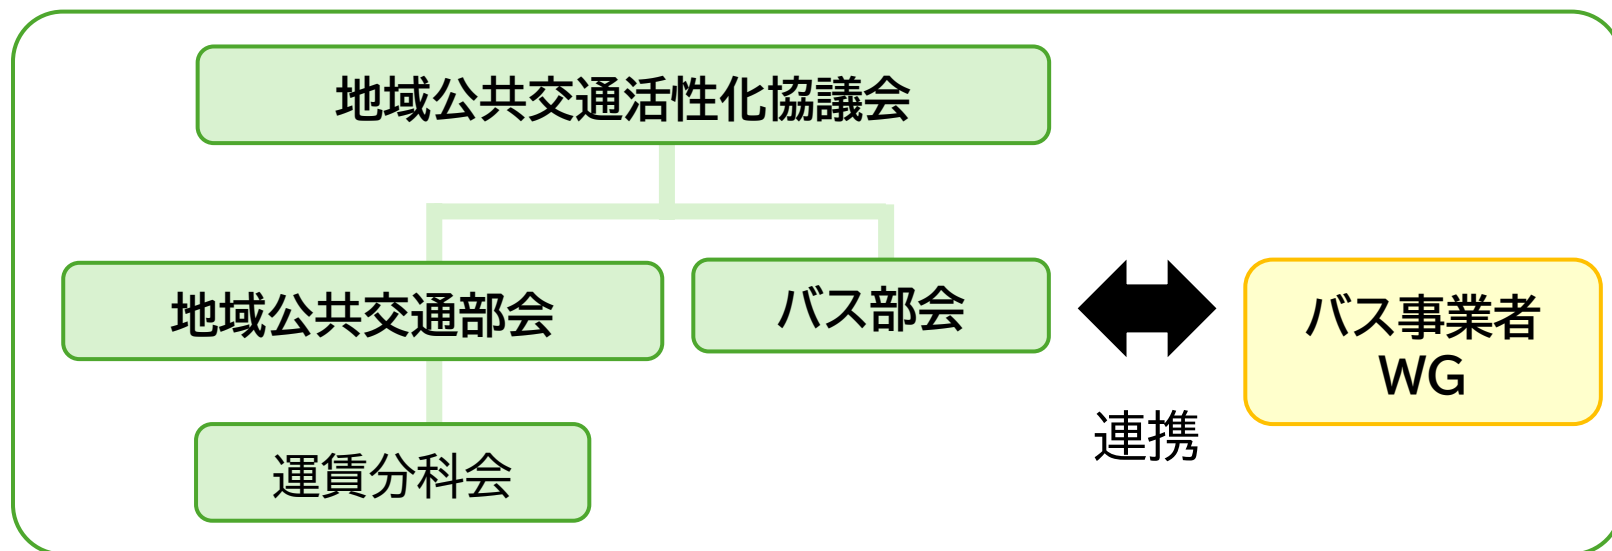 地域公共交通活性化協議会
地域公共交通部会
バス部会
バス事業者
WG
連携
運賃分科会